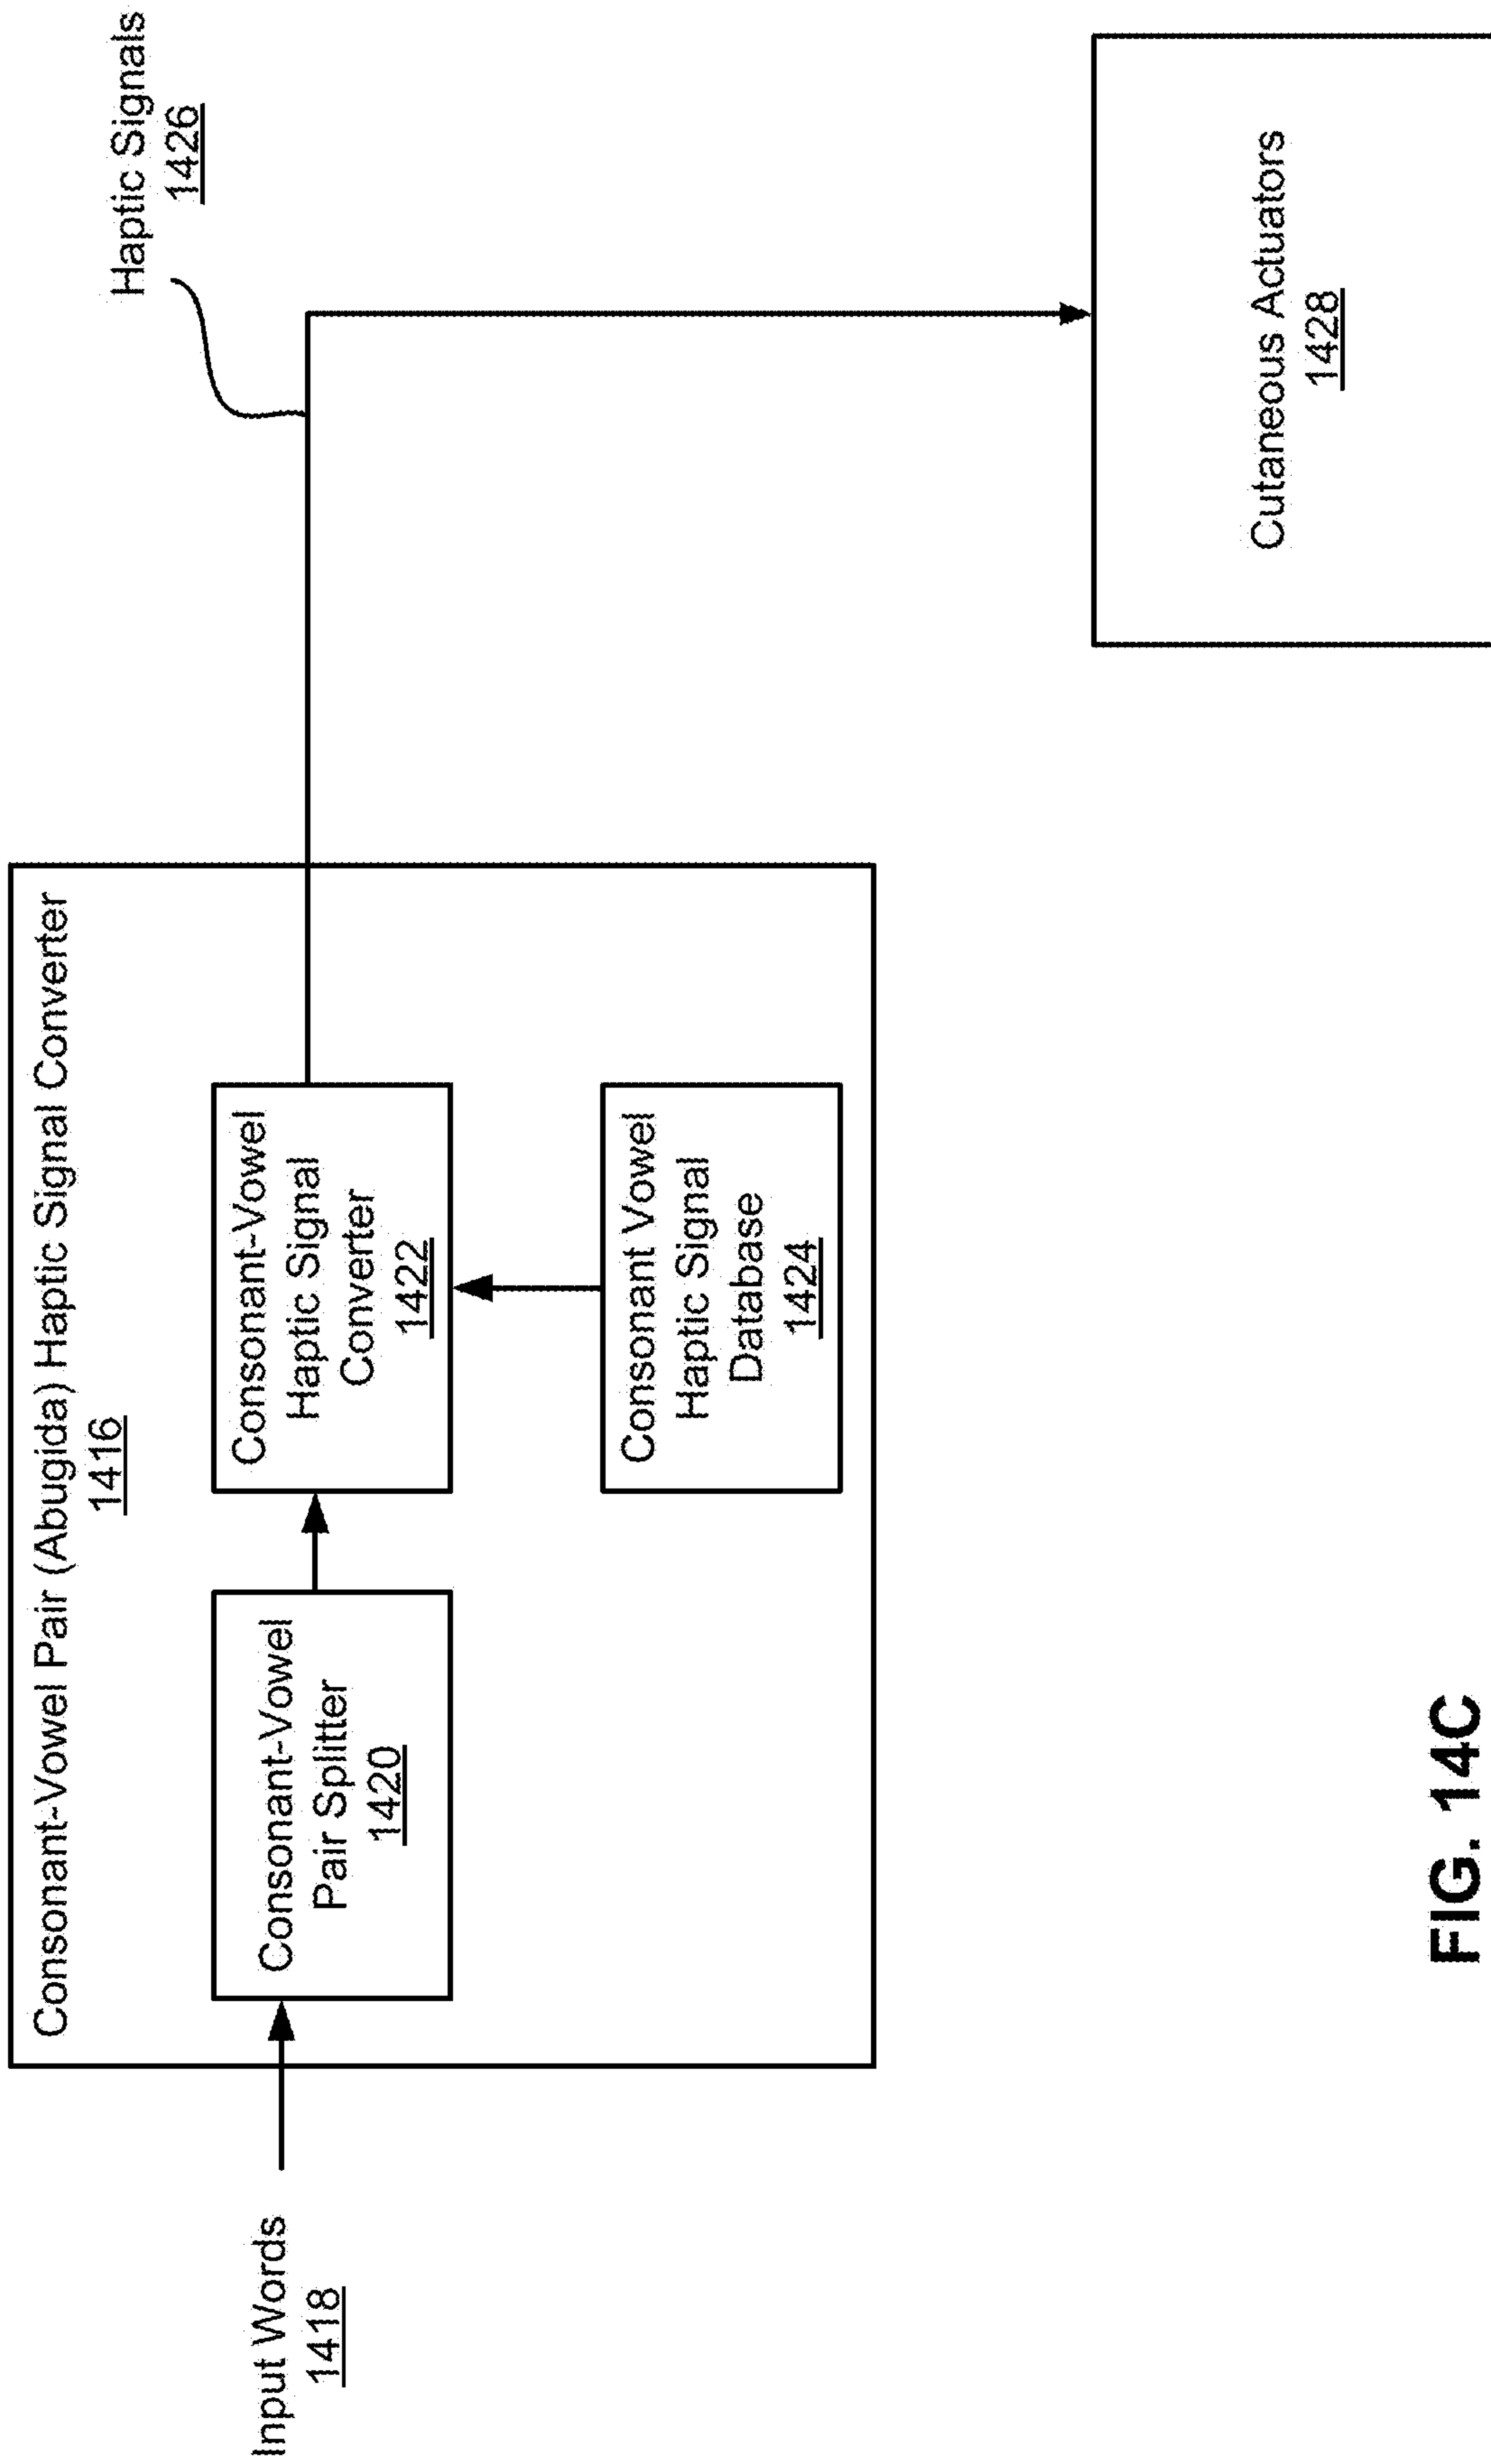 Consonant-Vowel Pair (Abugida) Haptic Signal Converter
1416
Input Words
1418
Consonant-Vowel
Pair Splitter
1420
Consonant-Vowel
Haptic Signal
Converter
1422
Consonant Vowel
Haptic Signal
Database
1424
Haptic Signals
1426
Cutaneous Actuators
1428
FIG. 14C